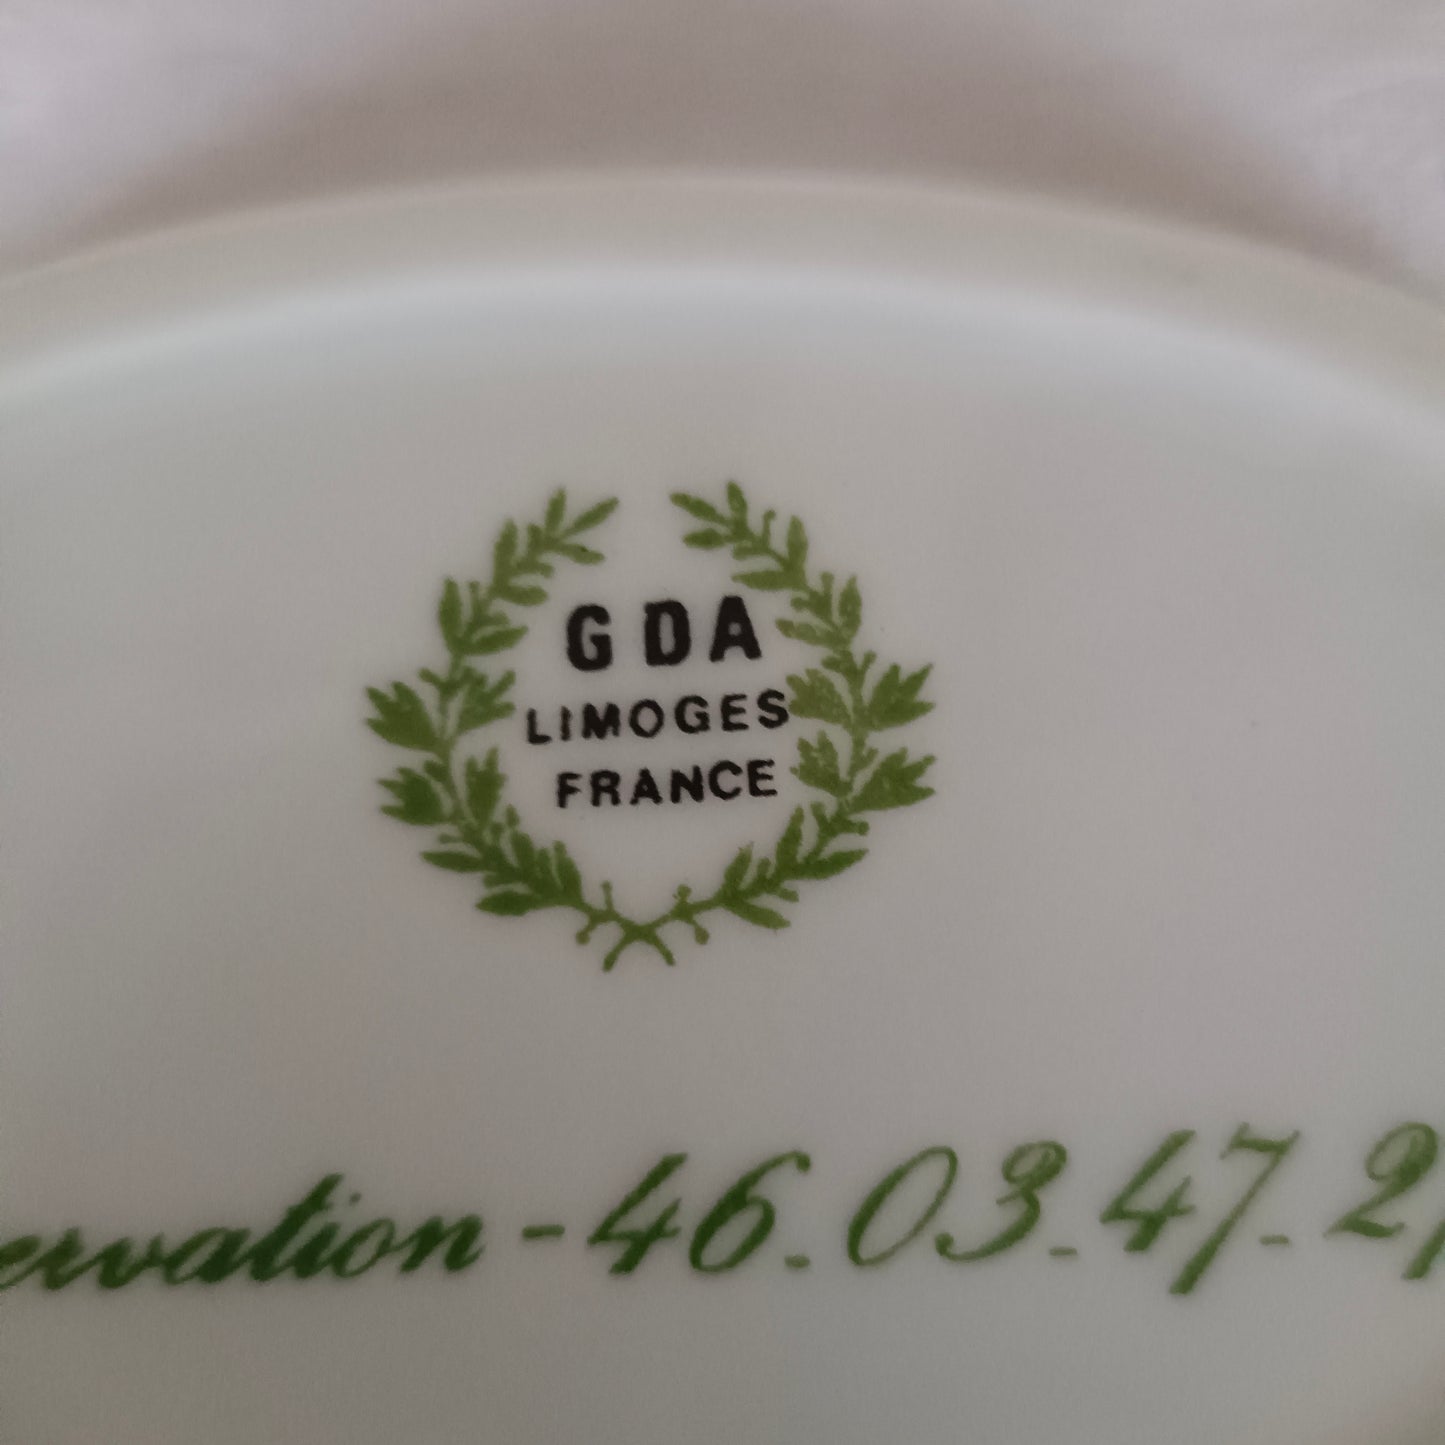 GDA
LIMOGES
FRANCE
ervation - 46.03.47.2